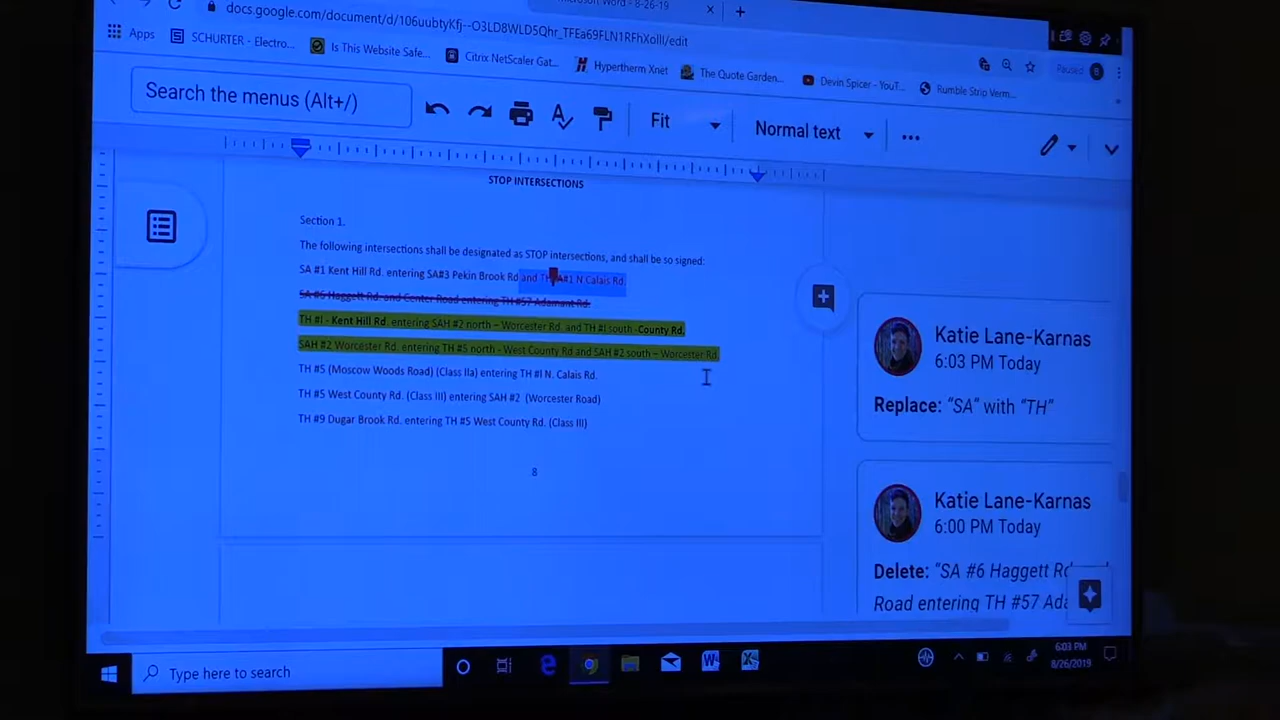 Microsoft Word - 8-26-19
docs.google.com/document/d/106uubtyKfj--O3LD8WLD5Qhr_TFEa69FLN1RFhXolII/edit
Apps SCHURTER - Electro... Is This Website Safe... Citrix NetScaler Gat... Hypertherm Xnet The Quote Garden... Devin Spicer - YouT... Rumble Strip Verm...
Paused B
Search the menus (Alt+/) Fit Normal text
STOP INTERSECTIONS
Section 1.
The following intersections shall be designated as STOP intersections, and shall be so signed:
SA #1 Kent Hill Rd. entering SA#3 Pekin Brook Rd and #1 N Calais Rd.
SA #6 Haggett Rd. and Center Road entering TH #57 Adamant Rd.
TH #I - Kent Hill Rd. entering SAH #2 north – Worcester Rd. and TH #I south -County Rd.
SAH #2 Worcester Rd. entering TH #5 north - West County Rd and SAH #2 south – Worcester Rd.
TH #5 (Moscow Woods Road) (Class IIa) entering TH #I N. Calais Rd.
TH #5 West County Rd. (Class III) entering SAH #2 (Worcester Road)
TH #9 Dugar Brook Rd. entering TH #5 West County Rd. (Class III)
8
Katie Lane-Karnas
6:03 PM Today
Replace: “SA” with “TH”
Katie Lane-Karnas
6:00 PM Today
Delete: “SA #6 Haggett Rd
Road entering TH #57 Ada
Type here to search
6:03 PM
8/26/2019